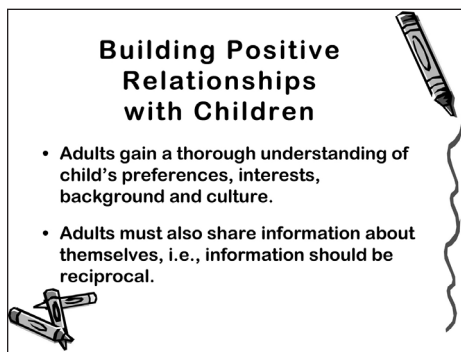 Building Positive
Relationships
with Children
• Adults gain a thorough understanding of
child's preferences, interests,
background and culture.
• Adults must also share information about
themselves, i.e., information should be
reciprocal.